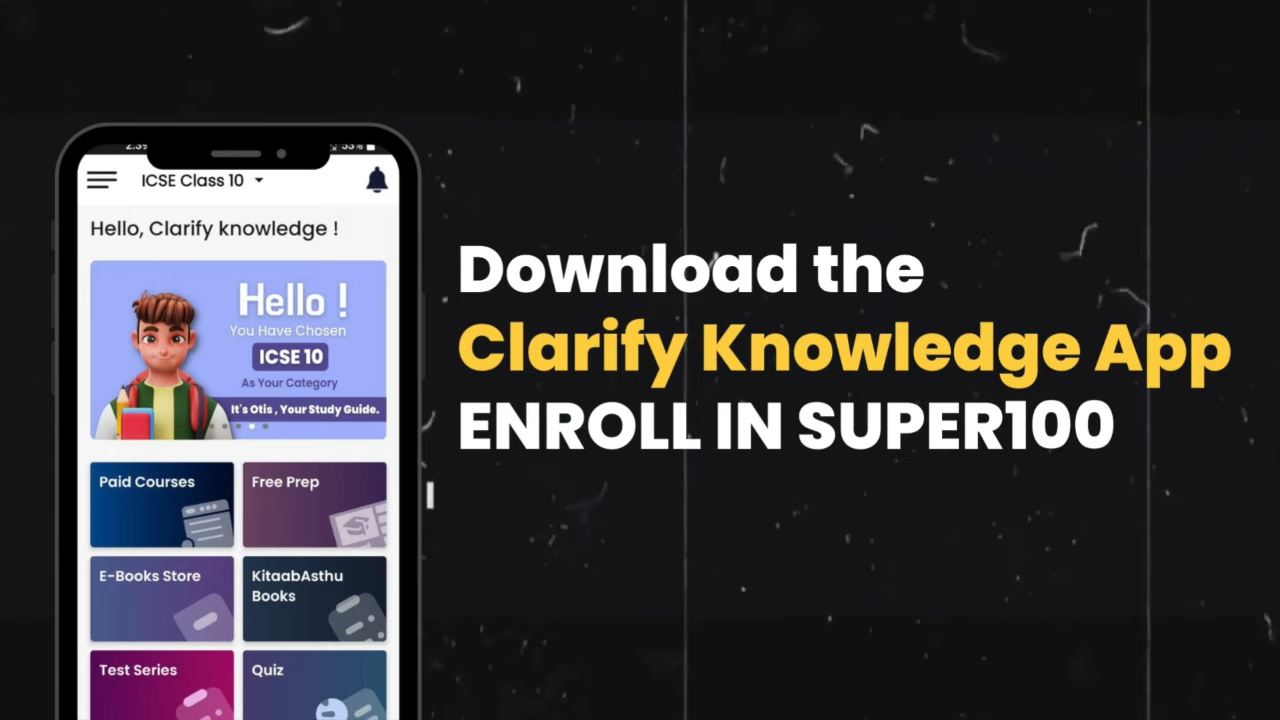 ICSE Class 10
Hello, Clarify knowledge !
Hello !
You Have Chosen
ICSE 10
As Your Category
It's Otis , Your Study Guide.
Paid Courses
Free Prep
E-Books Store
KitaabAsthu
Books
Test Series
Quiz
Download the
Clarify Knowledge App
ENROLL IN SUPER100